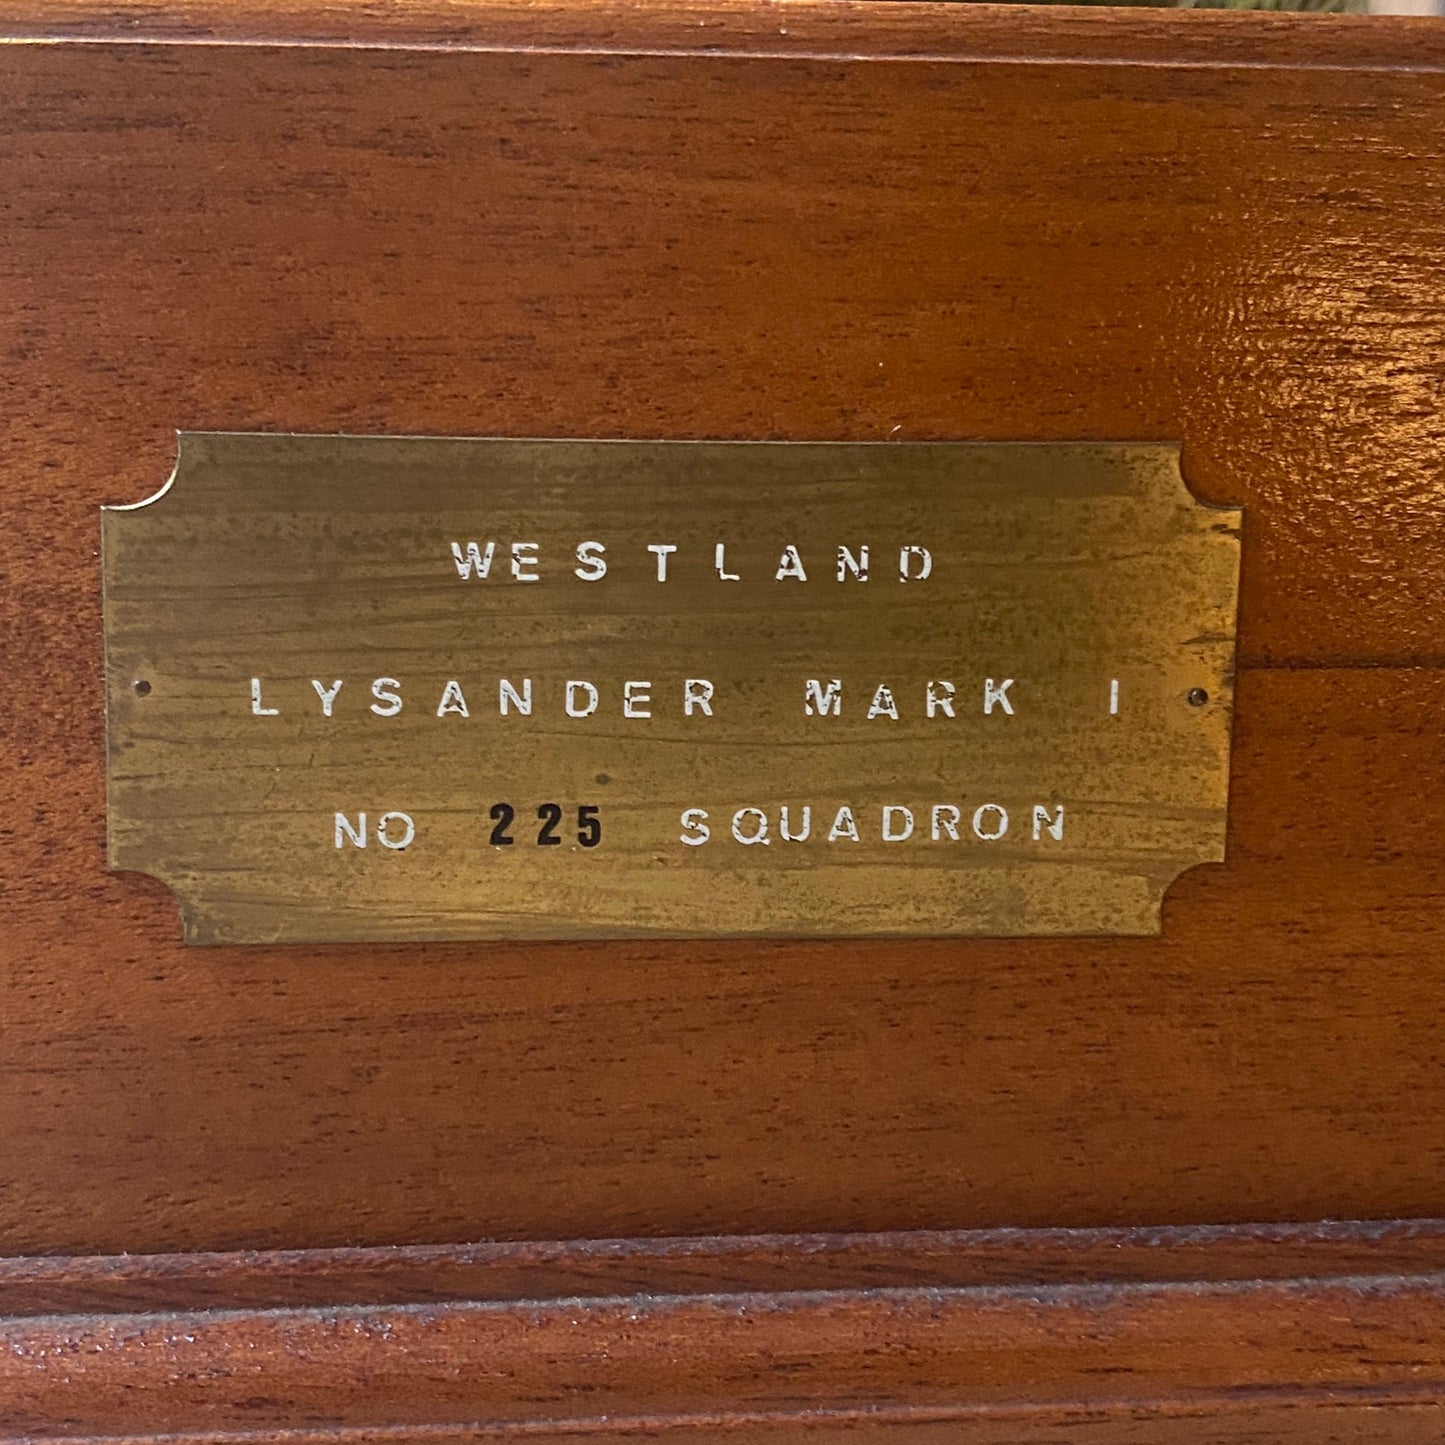 WESTLAND
LYSANDER MARK I
NO 225 SQUADRON